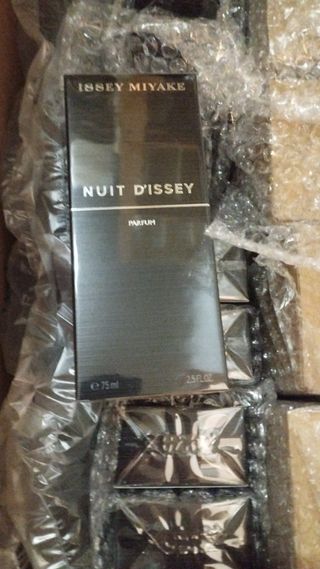 ISSEY MIYAKE
NUIT D'ISSEY
PARFUM
℮ 75 ml 2.5 FL.OZ.